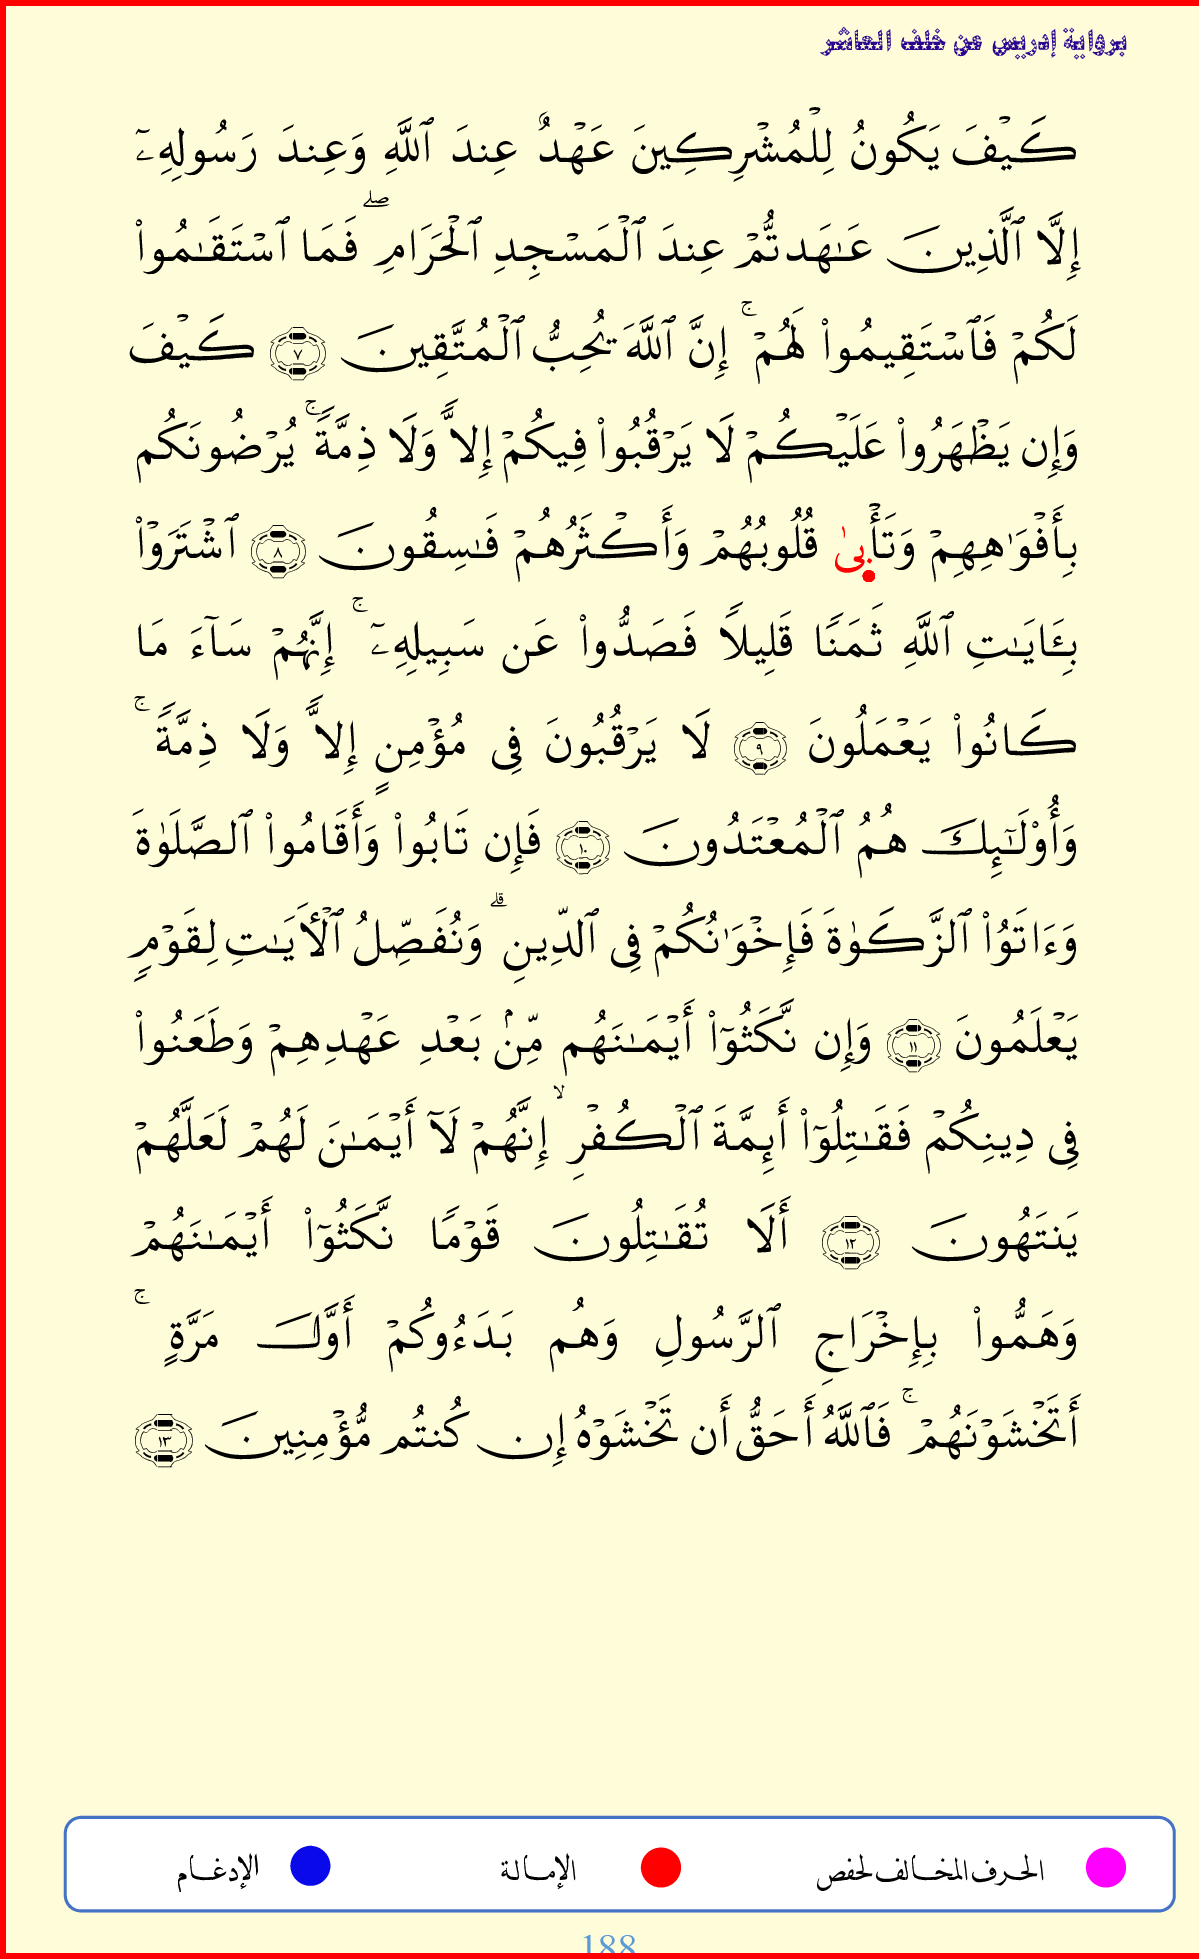 برواية إدريس عن خلف العاشر
كَيۡفَ يَكُونُ لِلۡمُشۡرِكِينَ عَهۡدٌ عِندَ ٱللَّهِ وَعِندَ رَسُولِهِۦٓ
إِلَّا ٱلَّذِينَ عَٰهَدتُّمۡ عِندَ ٱلۡمَسۡجِدِ ٱلۡحَرَامِۖ فَمَا ٱسۡتَقَٰمُواْ
لَكُمۡ فَٱسۡتَقِيمُواْ لَهُمۡۚ إِنَّ ٱللَّهَ يُحِبُّ ٱلۡمُتَّقِينَ ٧ كَيۡفَ
وَإِن يَظۡهَرُواْ عَلَيۡكُمۡ لَا يَرۡقُبُواْ فِيكُمۡ إِلّٗا وَلَا ذِمَّةٗۚ يُرۡضُونَكُم
بِأَفۡوَٰهِهِمۡ وَتَأۡبىٰ قُلُوبُهُمۡ وَأَكۡثَرُهُمۡ فَٰسِقُونَ ٨ ٱشۡتَرَوۡاْ
بِـَٔايَٰتِ ٱللَّهِ ثَمَنٗا قَلِيلٗا فَصَدُّواْ عَن سَبِيلِهِۦٓۚ إِنَّهُمۡ سَآءَ مَا
كَانُواْ يَعۡمَلُونَ ٩ لَا يَرۡقُبُونَ فِي مُؤۡمِنٍ إِلّٗا وَلَا ذِمَّةٗۚ
وَأُوْلَٰٓئِكَ هُمُ ٱلۡمُعۡتَدُونَ ١٠ فَإِن تَابُواْ وَأَقَامُواْ ٱلصَّلَوٰةَ
وَءَاتَوُاْ ٱلزَّكَوٰةَ فَإِخۡوَٰنُكُمۡ فِي ٱلدِّينِۗ وَنُفَصِّلُ ٱلۡأٓيَٰتِ لِقَوۡمٖ
يَعۡلَمُونَ ١١ وَإِن نَّكَثُوٓاْ أَيۡمَٰنَهُم مِّنۢ بَعۡدِ عَهۡدِهِمۡ وَطَعَنُواْ
فِي دِينِكُمۡ فَقَٰتِلُوٓاْ أَئِمَّةَ ٱلۡكُفۡرِۙ إِنَّهُمۡ لَآ أَيۡمَٰنَ لَهُمۡ لَعَلَّهُمۡ
يَنتَهُونَ ١٢ أَلَا تُقَٰتِلُونَ قَوۡمٗا نَّكَثُوٓاْ أَيۡمَٰنَهُمۡ
وَهَمُّواْ بِإِخۡرَاجِ ٱلرَّسُولِ وَهُم بَدَءُوكُمۡ أَوَّلَ مَرَّةٍۚ
أَتَخۡشَوۡنَهُمۡۚ فَٱللَّهُ أَحَقُّ أَن تَخۡشَوۡهُ إِن كُنتُم مُّؤۡمِنِينَ ١٣
الحرف المخالف لحفص الإمالة الإدغام
188